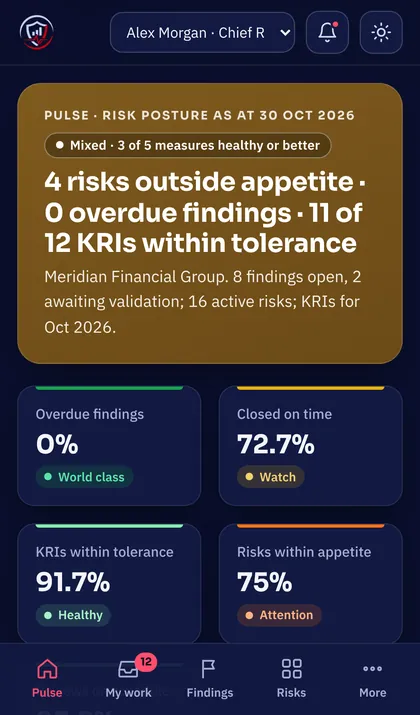 Alex Morgan · Chief R
PULSE · RISK POSTURE AS AT 30 OCT 2026
Mixed · 3 of 5 measures healthy or better
4 risks outside appetite ·
0 overdue findings · 11 of
12 KRIs within tolerance
Meridian Financial Group. 8 findings open, 2
awaiting validation; 16 active risks; KRIs for
Oct 2026.
Overdue findings
0%
World class
Closed on time
72.7%
Watch
KRIs within tolerance
91.7%
Healthy
Risks within appetite
75%
Attention
Pulse
12
My work
Findings
Risks
More